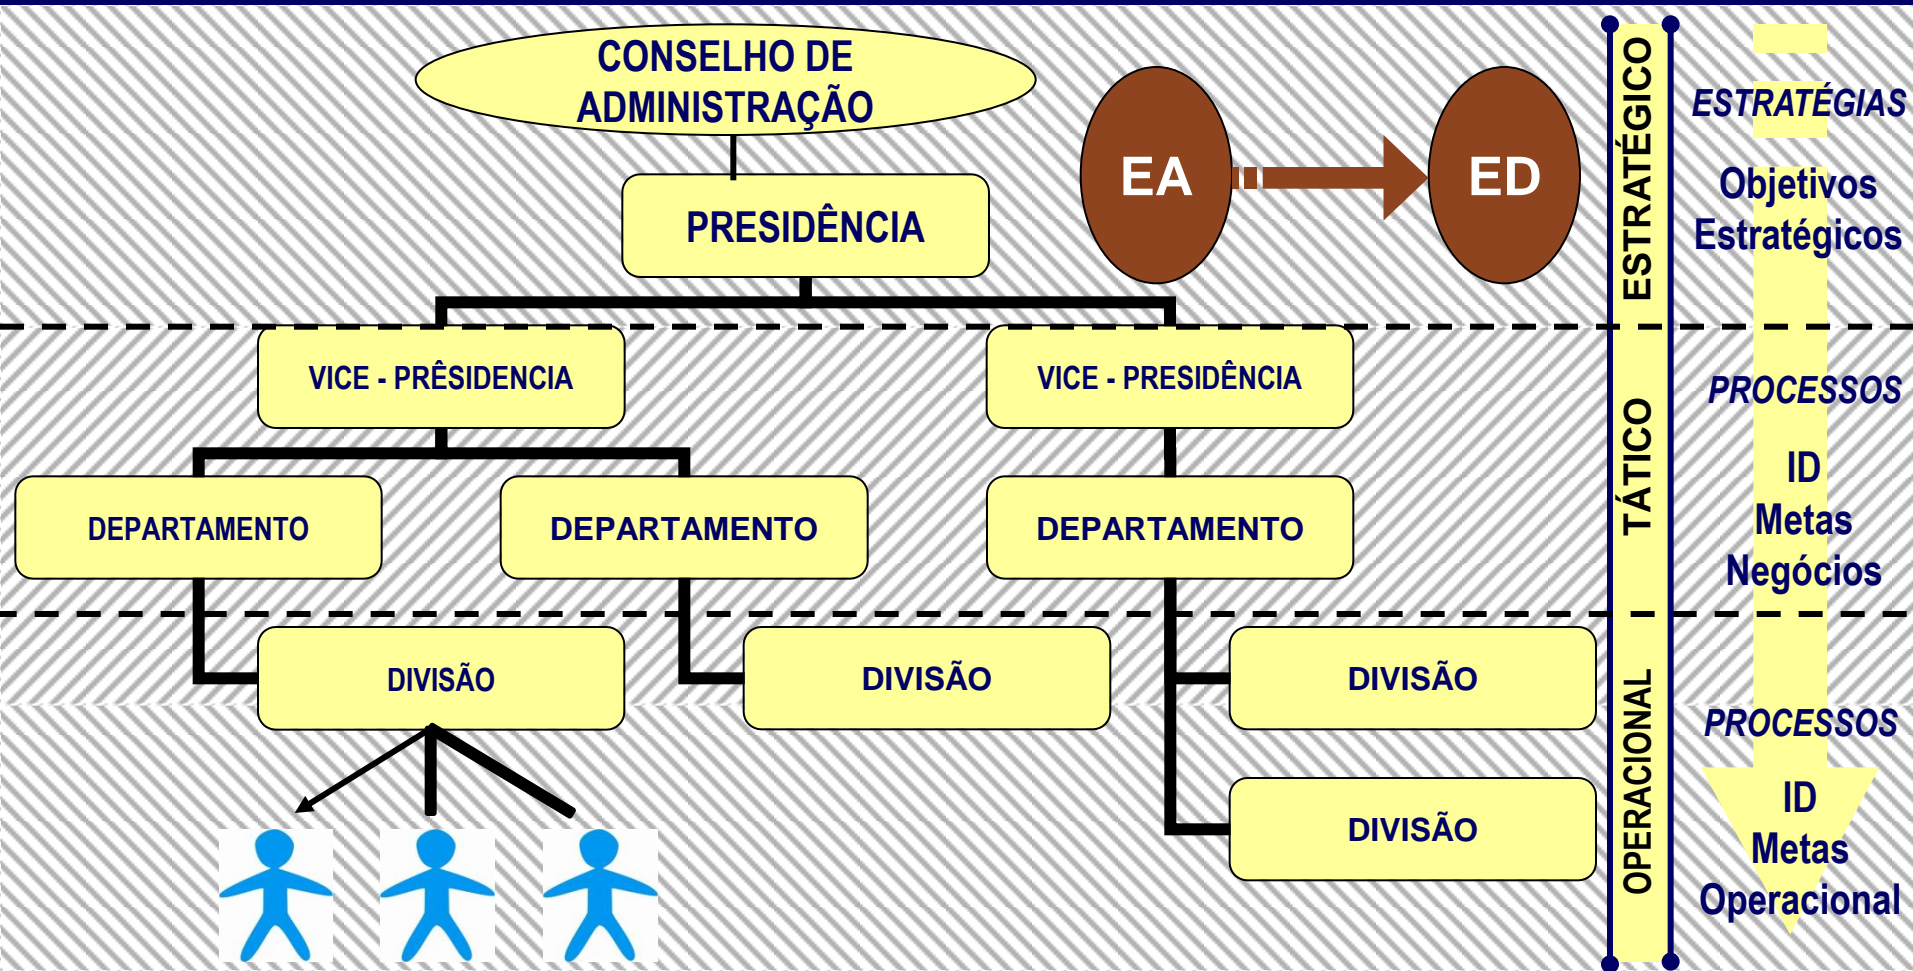 CONSELHO DE
ADMINISTRAÇÃO
PRESIDÊNCIA
EA
ED
VICE - PRÊSIDENCIA
VICE - PRESIDÊNCIA
DEPARTAMENTO
DEPARTAMENTO
DEPARTAMENTO
DIVISÃO
DIVISÃO
DIVISÃO
DIVISÃO
ESTRATÉGICO
TÁTICO
OPERACIONAL
ESTRATÉGIAS
Objetivos
Estratégicos
PROCESSOS
ID
Metas
Negócios
PROCESSOS
ID
Metas
Operacional